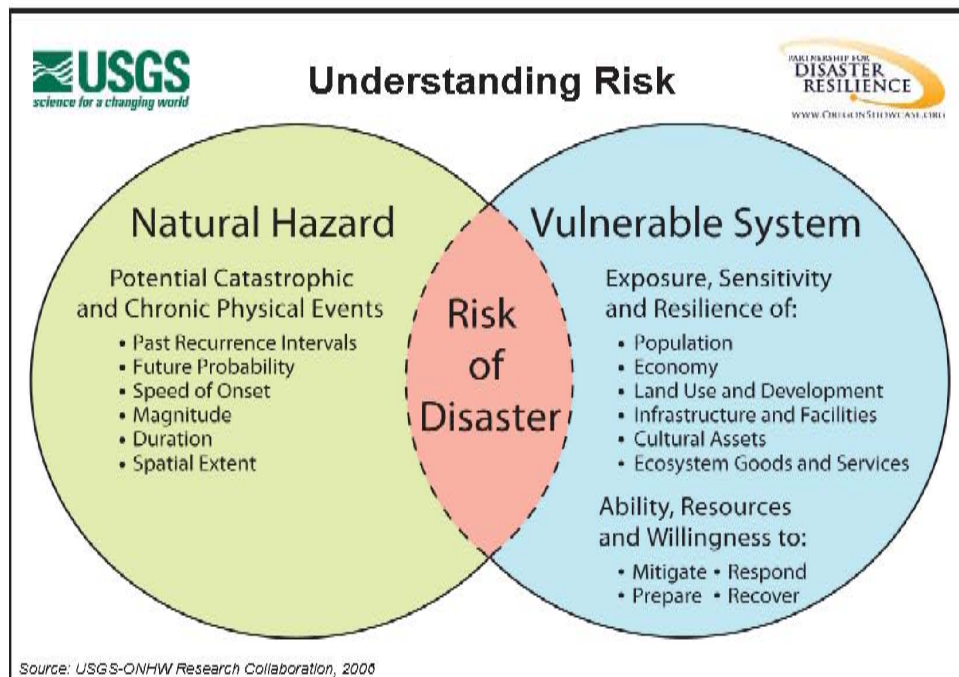 USGS
science for a changing world
Understanding Risk
PARTNERSHIP FOR
DISASTER
RESILIENCE
WWW.OREGONSHOWCASE.ORG
Natural Hazard
Potential Catastrophic
and Chronic Physical Events
• Past Recurrence Intervals
• Future Probability
• Speed of Onset
• Magnitude
• Duration
• Spatial Extent
Risk
of
Disaster
Vulnerable System
Exposure, Sensitivity
and Resilience of:
• Population
• Economy
• Land Use and Development
• Infrastructure and Facilities
• Cultural Assets
• Ecosystem Goods and Services
Ability, Resources
and Willingness to:
• Mitigate • Respond
• Prepare • Recover
Source: USGS-ONHW Research Collaboration, 2006